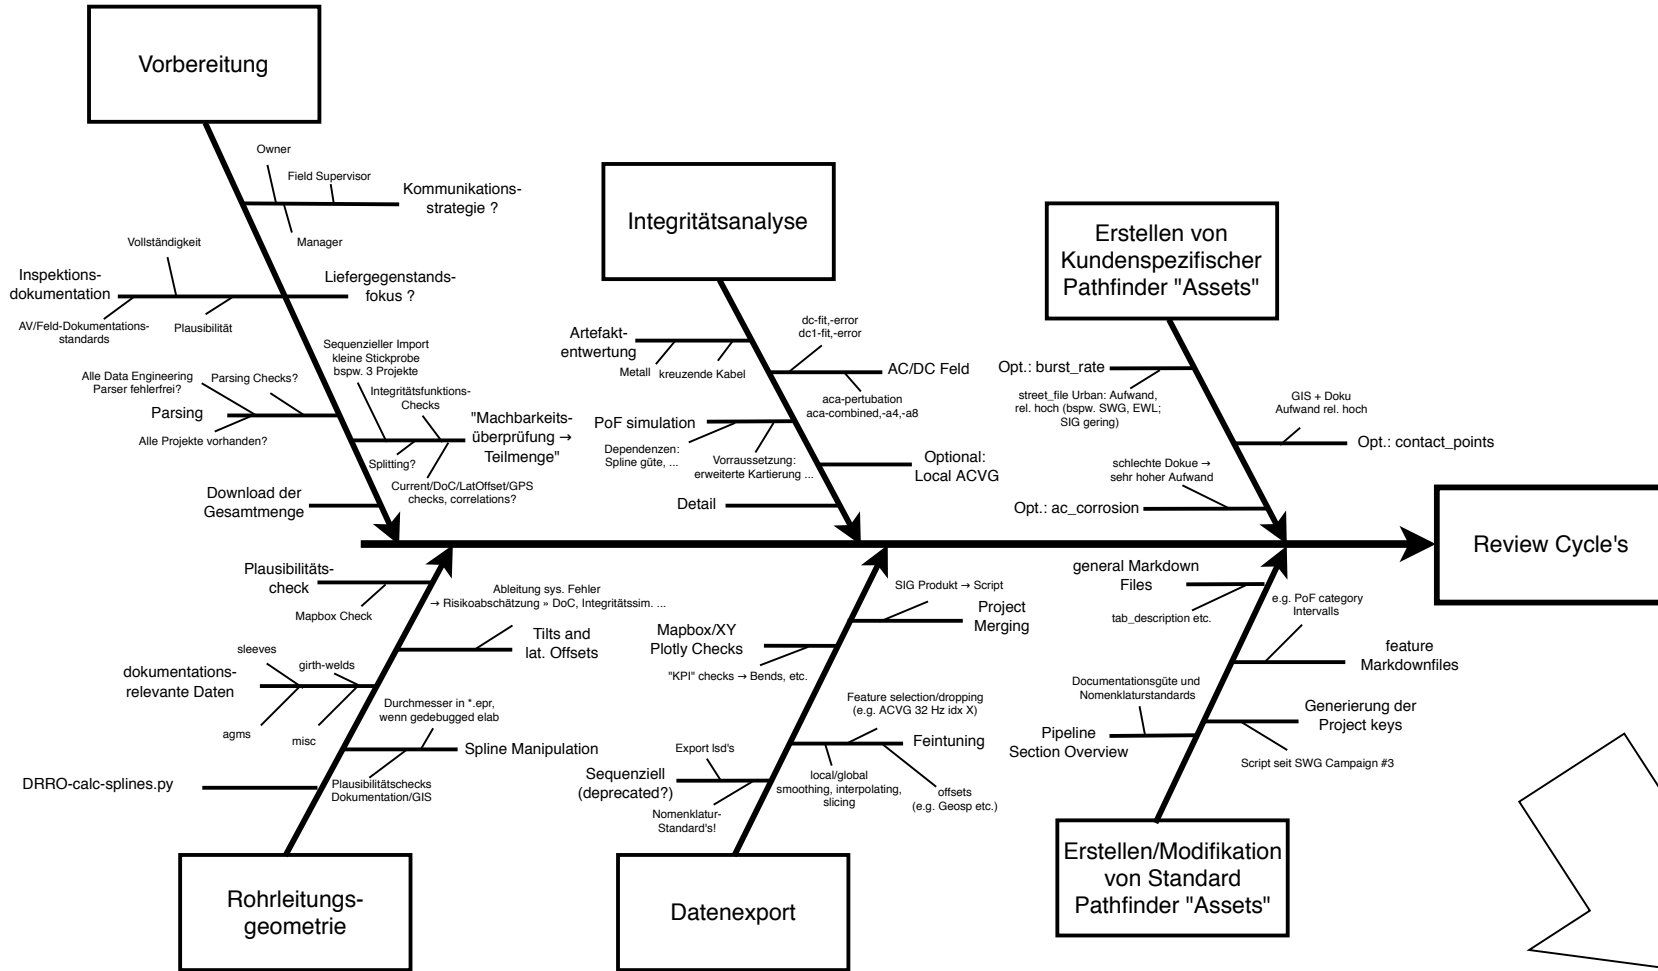 Vorbereitung
Owner
Field Supervisor
Kommunikations-
strategie ?
Manager
Vollständigkeit
Inspektions-
dokumentation
Liefergegenstands-
fokus ?
AV/Feld-Dokumentations-
standards
Plausibilität
Sequenzieller Import
kleine Stickprobe
bspw. 3 Projekte
Alle Data Engineering
Parser fehlerfrei?
Parsing Checks?
Parsing
Alle Projekte vorhanden?
Integritätsfunktions-
Checks
"Machbarkeits-
überprüfung →
Teilmenge"
Splitting?
Current/DoC/LatOffset/GPS
checks, correlations?
Download der
Gesamtmenge
Integritätsanalyse
dc-fit,-error
dc1-fit,-error
Artefakt-
entwertung
Metall
kreuzende Kabel
AC/DC Feld
aca-pertubation
aca-combined,-a4,-a8
PoF simulation
Dependenzen:
Spline güte, ...
Vorraussetzung:
erweiterte Kartierung ...
Optional:
Local ACVG
Detail
Erstellen von
Kundenspezifischer
Pathfinder "Assets"
Opt.: burst_rate
street_file Urban: Aufwand,
rel. hoch (bspw. SWG, EWL;
SIG gering)
GIS + Doku
Aufwand rel. hoch
Opt.: contact_points
schlechte Dokue →
sehr hoher Aufwand
Opt.: ac_corrosion
Review Cycle's
Plausibilitäts-
check
Mapbox Check
Ableitung sys. Fehler
→ Risikoabschätzung » DoC, Integritätssim. ...
Tilts and
lat. Offsets
sleeves
girth-welds
dokumentations-
relevante Daten
agms
misc
Durchmesser in *.epr,
wenn gedebugged elab
Spline Manipulation
Plausibilitätschecks
Dokumentation/GIS
DRRO-calc-splines.py
Rohrleitungs-
geometrie
SIG Produkt → Script
Project
Merging
Mapbox/XY
Plotly Checks
"KPI" checks → Bends, etc.
Feature selection/dropping
(e.g. ACVG 32 Hz idx X)
Feintuning
Export lsd's
Sequenziell
(deprecated?)
local/global
smoothing, interpolating,
slicing
offsets
(e.g. Geosp etc.)
Nomenklatur-
Standard's!
Datenexport
general Markdown
Files
tab_description etc.
e.g. PoF category
Intervalls
feature
Markdownfiles
Documentationsgüte und
Nomenklaturstandards
Generierung der
Project keys
Pipeline
Section Overview
Script seit SWG Campaign #3
Erstellen/Modifikation
von Standard
Pathfinder "Assets"